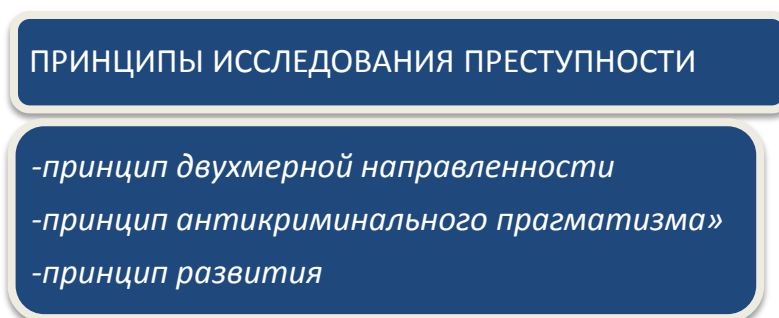 ПРИНЦИПЫ ИССЛЕДОВАНИЯ ПРЕСТУПНОСТИ
-принцип двухмерной направленности
-принцип антикриминального прагматизма»
-принцип развития